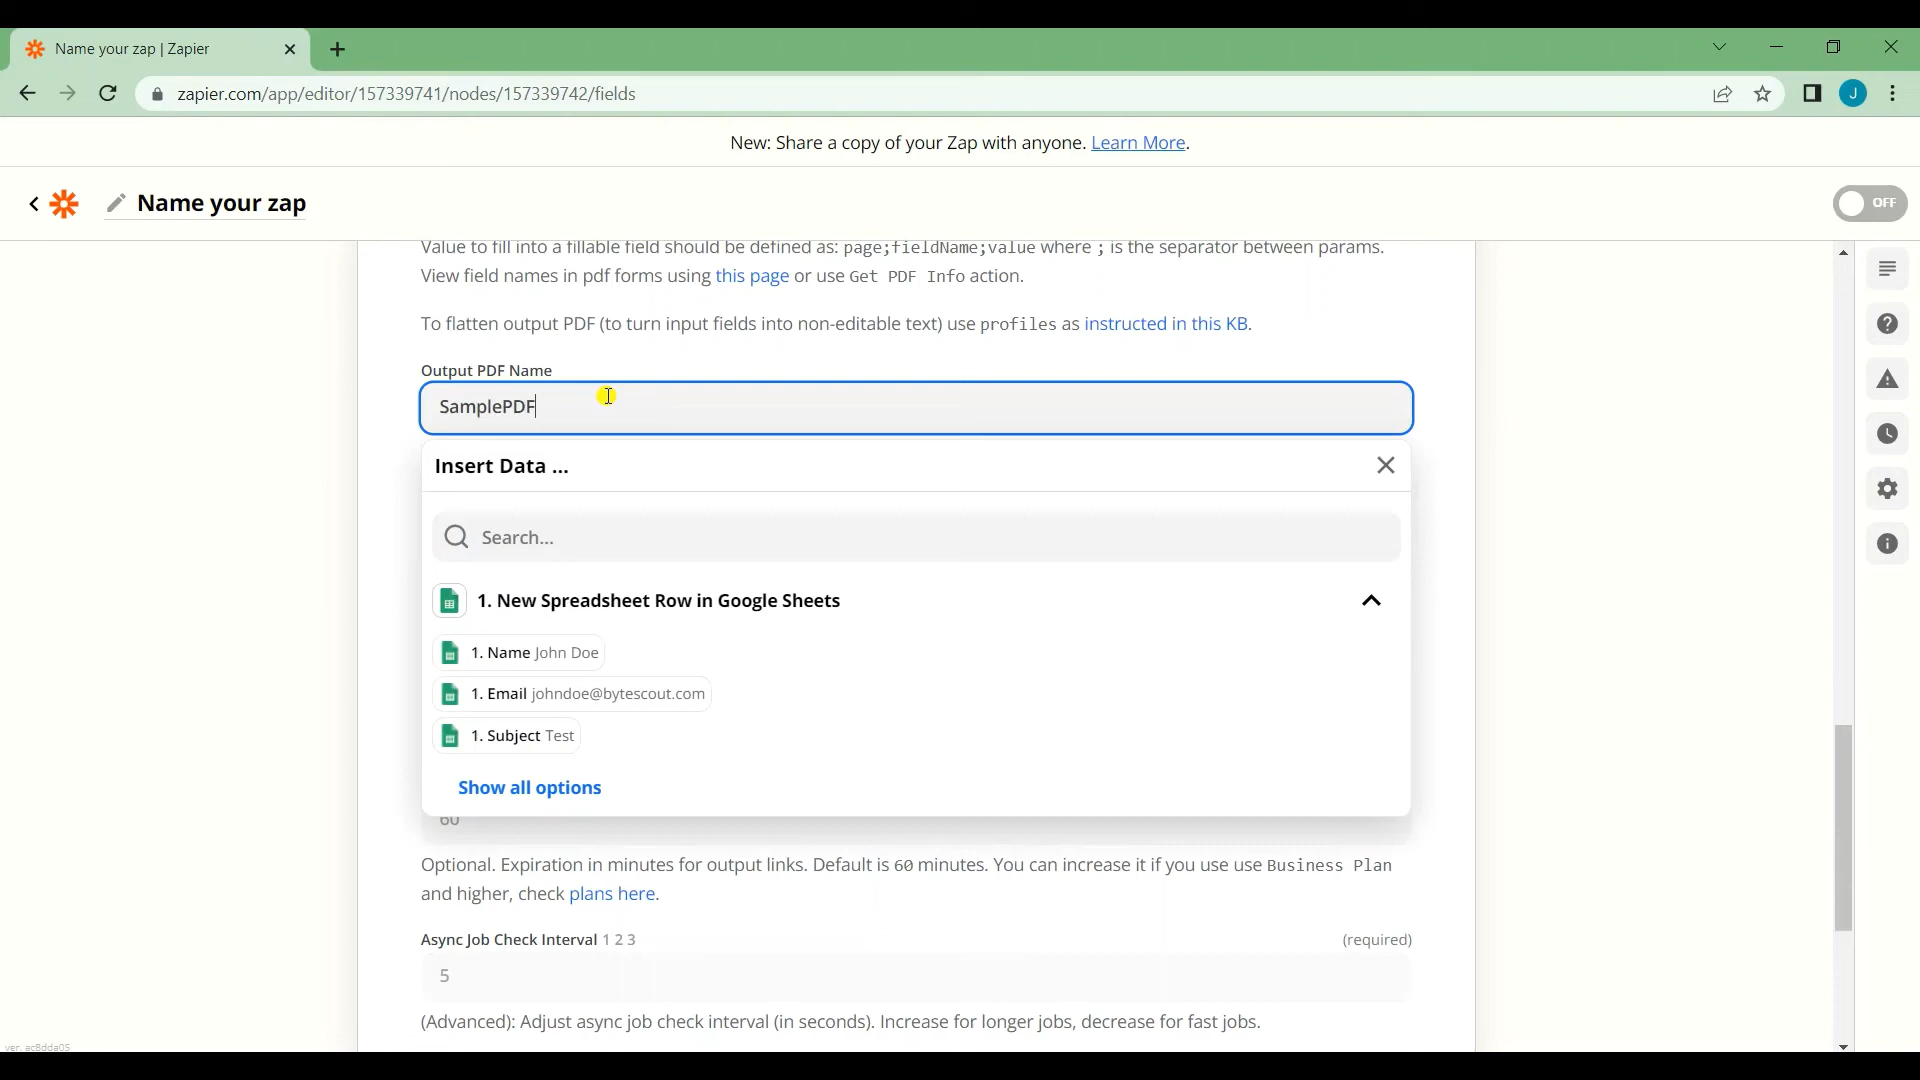 Name your zap | Zapier
zapier.com/app/editor/157339741/nodes/157339742/fields
J
New: Share a copy of your Zap with anyone. Learn More.
Name your zap
OFF
Value to fill into a fillable field should be defined as: page;fieldName;value where ; is the separator between params.
View field names in pdf forms using this page or use Get PDF Info action.
To flatten output PDF (to turn input fields into non-editable text) use profiles as instructed in this KB.
Output PDF Name
SamplePDF
Insert Data ...
Search...
1. New Spreadsheet Row in Google Sheets
1. Name John Doe
1. Email johndoe@bytescout.com
1. Subject Test
Show all options
60
Optional. Expiration in minutes for output links. Default is 60 minutes. You can increase it if you use use Business Plan
and higher, check plans here.
Async Job Check Interval 1 2 3 (required)
5
(Advanced): Adjust async job check interval (in seconds). Increase for longer jobs, decrease for fast jobs.
ver. ac8dda05